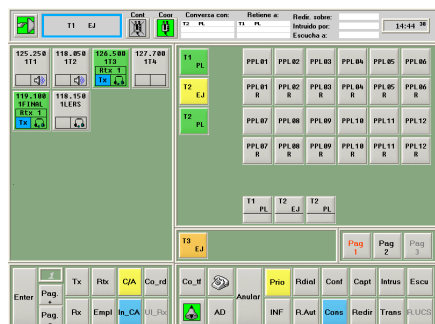 T1 EJ
Cont Coor
Conversa con: Retiene a: Redir. sobre:
T2 PL T1 PL Intruido por:
Escucha a:
14:44 38
125.250 118.050 126.500 127.700
1T1 1T2 1T3 1T4
Rtx 1
Tx
119.100 118.150
1FINAL 1LERS
Rtx 1
Tx
T1 PL
PPL01 PPL02 PPL03 PPL04 PPL05 PPL06
T2 EJ
PPL01 R PPL02 R PPL03 R PPL04 R PPL05 R PPL06 R
T2 PL
PPL07 PPL08 PPL09 PPL10 PPL11 PPL12
PPL07 R PPL08 R PPL09 R PPL10 R PPL11 R PPL12 R
T1 PL T2 EJ T2 PL
T3 EJ
Pag 1 Pag 2 Pag 3
Enter Pag. + Tx Rtx C/A Co_rd
Pag. Rx Empl In_CA Ul_Rx
Co_tf Anular Prio Rdial Conf Capt Intrus Escu
AD INF R.Aut Cons Redir Trans R.UCS